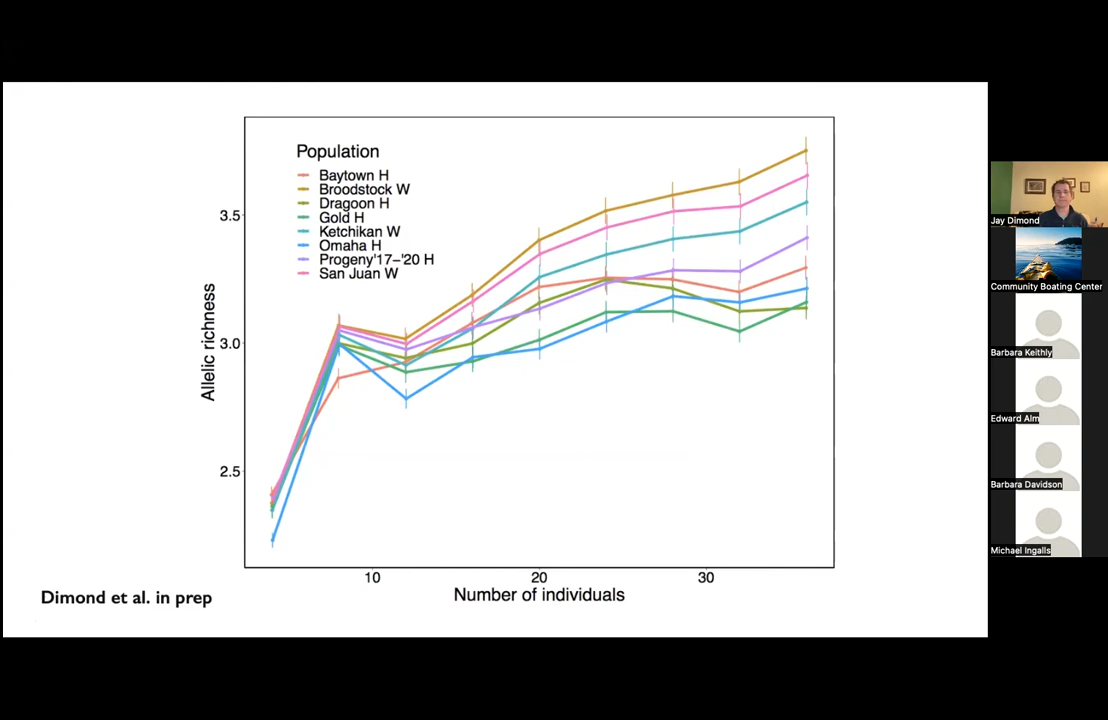 Population
Baytown H
Broodstock W
Dragoon H
Gold H
Ketchikan W
Omaha H
Progeny'17–'20 H
San Juan W
3.5
3.0
2.5
Allelic richness
10
20
30
Number of individuals
Dimond et al. in prep
Jay Dimond
Community Boating Center
Barbara Keithly
Edward Alm
Barbara Davidson
Michael Ingalls